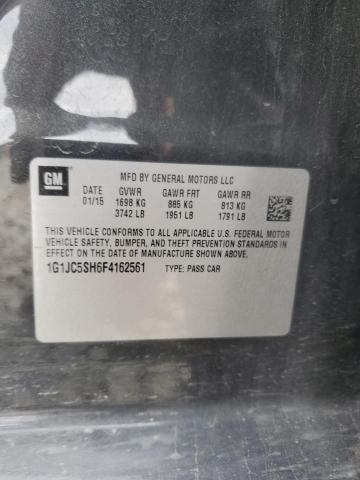 GM
MFD BY GENERAL MOTORS LLC
DATE GVWR GAWR FRT GAWR RR
01/15 1698 KG 885 KG 813 KG
3742 LB 1951 LB 1791 LB
THIS VEHICLE CONFORMS TO ALL APPLICABLE U.S. FEDERAL MOTOR
VEHICLE SAFETY, BUMPER, AND THEFT PREVENTION STANDARDS IN
EFFECT ON THE DATE OF MANUFACTURE SHOWN ABOVE.
1G1JC5SH6F4162561 TYPE: PASS CAR